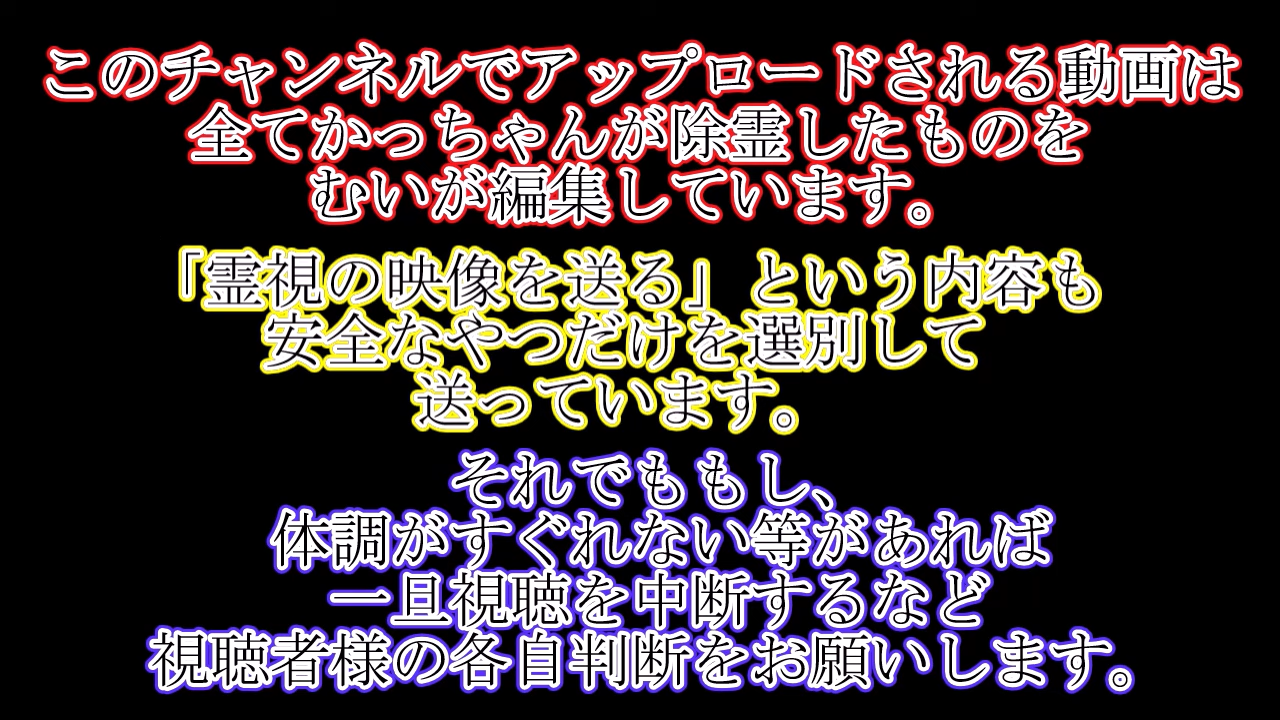 このチャンネルでアップロードされる動画は
全てかっちゃんが除霊したものを
むいが編集しています。
「霊視の映像を送る」という内容も
安全なやつだけを選別して
送っています。
それでももし、
体調がすぐれない等があれば
一旦視聴を中断するなど
視聴者様の各自判断をお願いします。